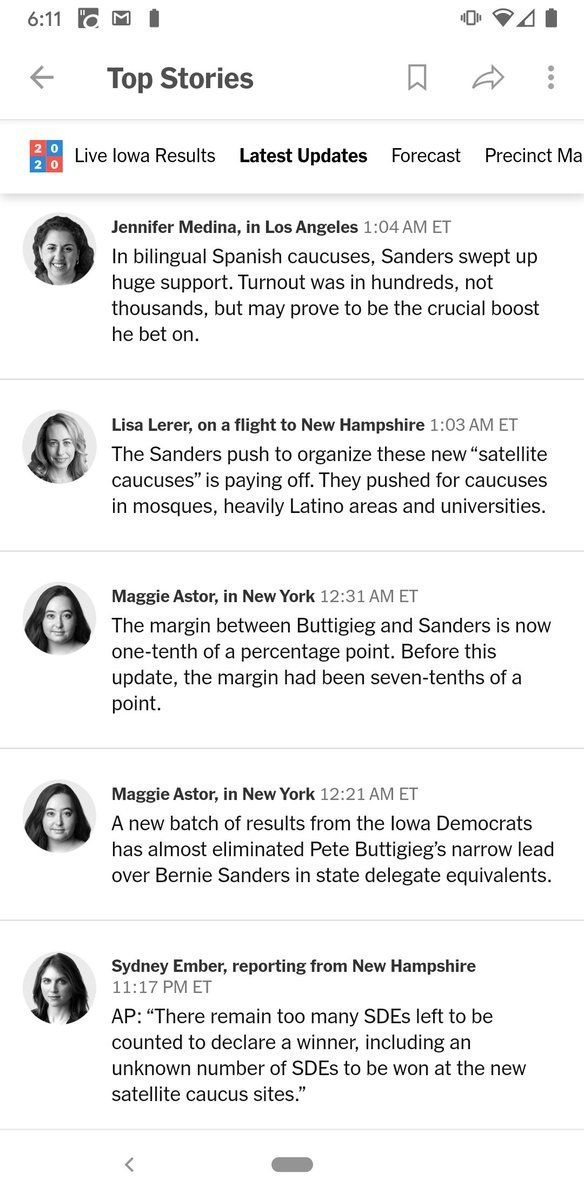 6:11
Top Stories
20
20
Live Iowa Results Latest Updates Forecast Precinct Ma
Jennifer Medina, in Los Angeles 1:04 AM ET
In bilingual Spanish caucuses, Sanders swept up
huge support. Turnout was in hundreds, not
thousands, but may prove to be the crucial boost
he bet on.
Lisa Lerer, on a flight to New Hampshire 1:03 AM ET
The Sanders push to organize these new “satellite
caucuses” is paying off. They pushed for caucuses
in mosques, heavily Latino areas and universities.
Maggie Astor, in New York 12:31 AM ET
The margin between Buttigieg and Sanders is now
one-tenth of a percentage point. Before this
update, the margin had been seven-tenths of a
point.
Maggie Astor, in New York 12:21 AM ET
A new batch of results from the Iowa Democrats
has almost eliminated Pete Buttigieg’s narrow lead
over Bernie Sanders in state delegate equivalents.
Sydney Ember, reporting from New Hampshire
11:17 PM ET
AP: “There remain too many SDEs left to be
counted to declare a winner, including an
unknown number of SDEs to be won at the new
satellite caucus sites.”